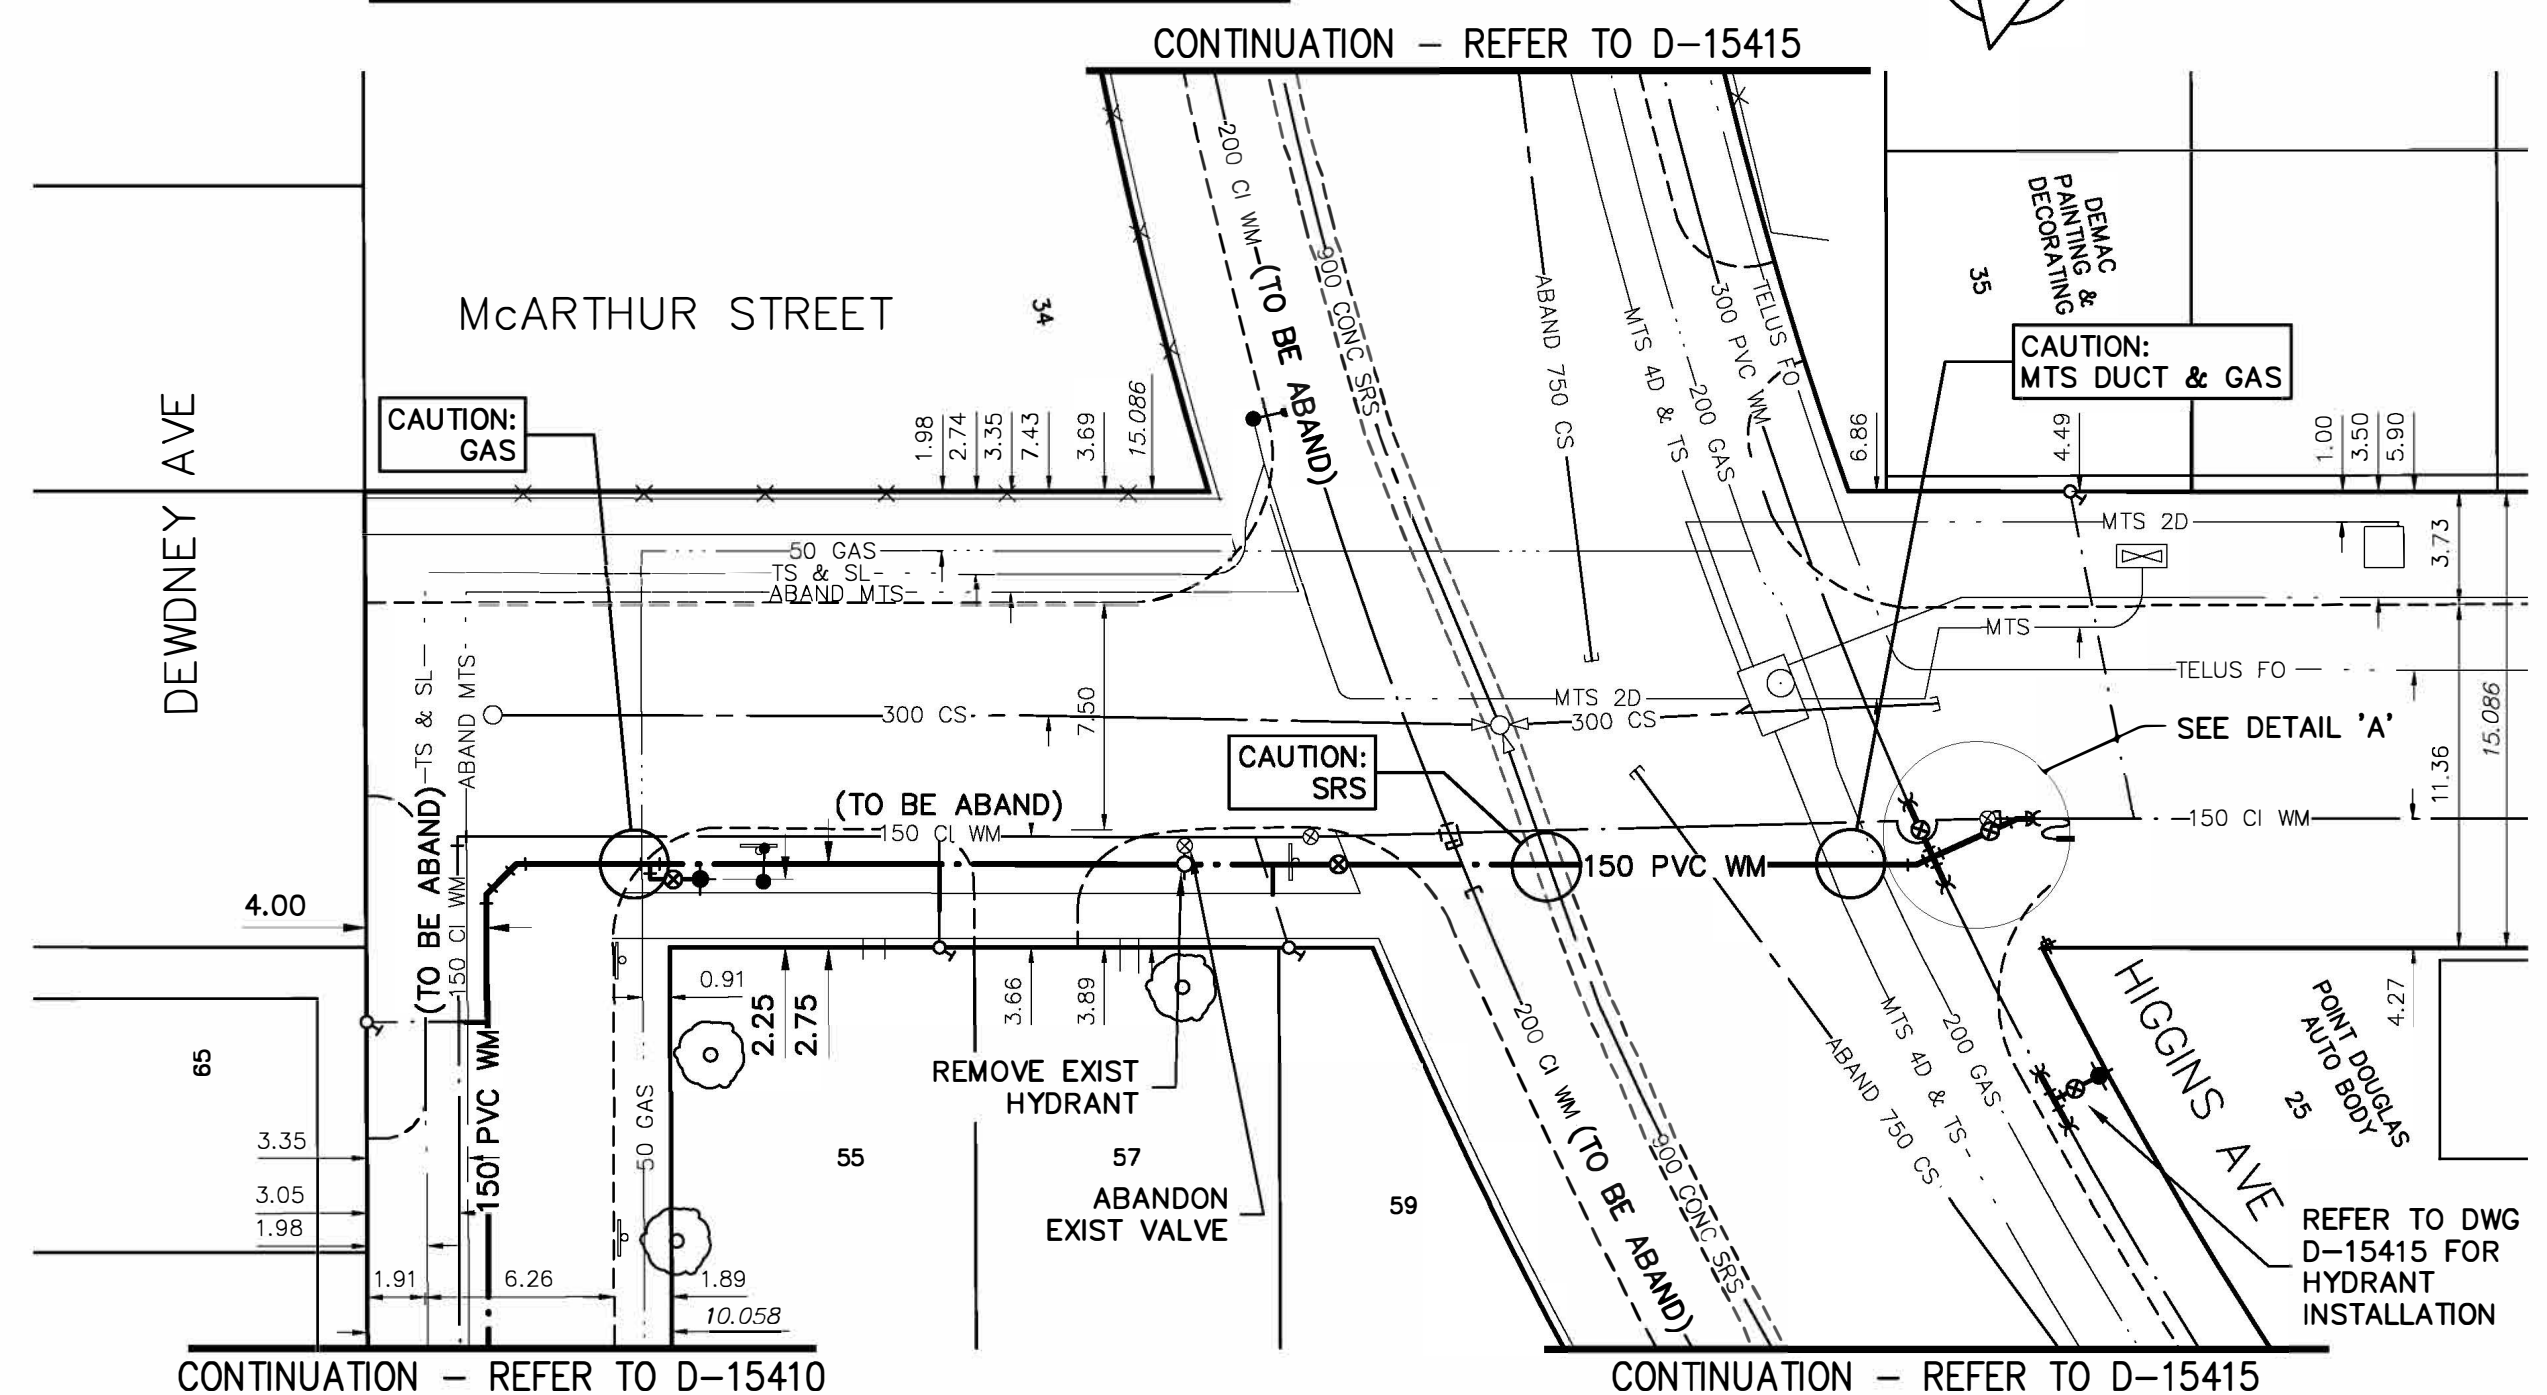 CONTINUATION – REFER TO D–15415
McARTHUR STREET
34
DEWDNEY AVE
CAUTION:
GAS
1.98
2.74
3.35
7.43
3.69
15.086
200 CI WM
(TO BE ABAND)
900 CONC SRS
ABAND 750 CS
MTS 4D & TS
200 GAS
300 PVC WM
TELUS FO
DEMAC
PAINTING &
DECORATING
35
CAUTION:
MTS DUCT & GAS
6.86
4.49
1.00
3.50
5.90
50 GAS
TS & SL
ABAND MTS
MTS 2D
3.73
MTS
TELUS FO
TS & SL
ABAND MTS
7.50
MTS 2D
300 CS
300 CS
15.086
11.36
SEE DETAIL 'A'
CAUTION:
SRS
(TO BE ABAND)
150 CI WM
150 CI WM
150 PVC WM
(TO BE ABAND)
150 CI WM
4.00
0.91
2.25
2.75
3.66
3.89
4.27
HIGGINS AVE
POINT DOUGLAS
AUTO BODY
25
REMOVE EXIST
HYDRANT
65
150 PVC WM
50 GAS
55
57
ABANDON
EXIST VALVE
59
200 CI WM
(TO BE ABAND)
900 CONC SRS
ABAND 750 CS
MTS 4D & TS
200 GAS
3.35
3.05
1.98
1.91
6.26
1.89
10.058
REFER TO DWG
D–15415 FOR
HYDRANT
INSTALLATION
CONTINUATION – REFER TO D–15410
CONTINUATION – REFER TO D–15415